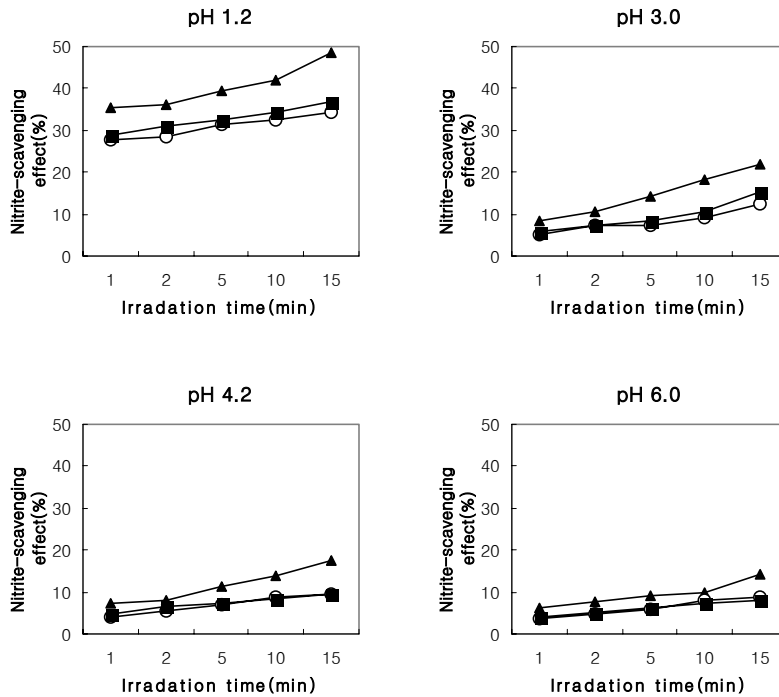 pH 1.2
Nitrite-scavenging
effect(%)
50
40
30
20
10
0
1 2 5 10 15
Irradation time(min)
pH 3.0
Nitrite-scavenging
effect(%)
50
40
30
20
10
0
1 2 5 10 15
Irradation time(min)
pH 4.2
Nitrite-scavenging
effect(%)
50
40
30
20
10
0
1 2 5 10 15
Irradation time(min)
pH 6.0
Nitrite-scavenging
effect(%)
50
40
30
20
10
0
1 2 5 10 15
Irradation time(min)